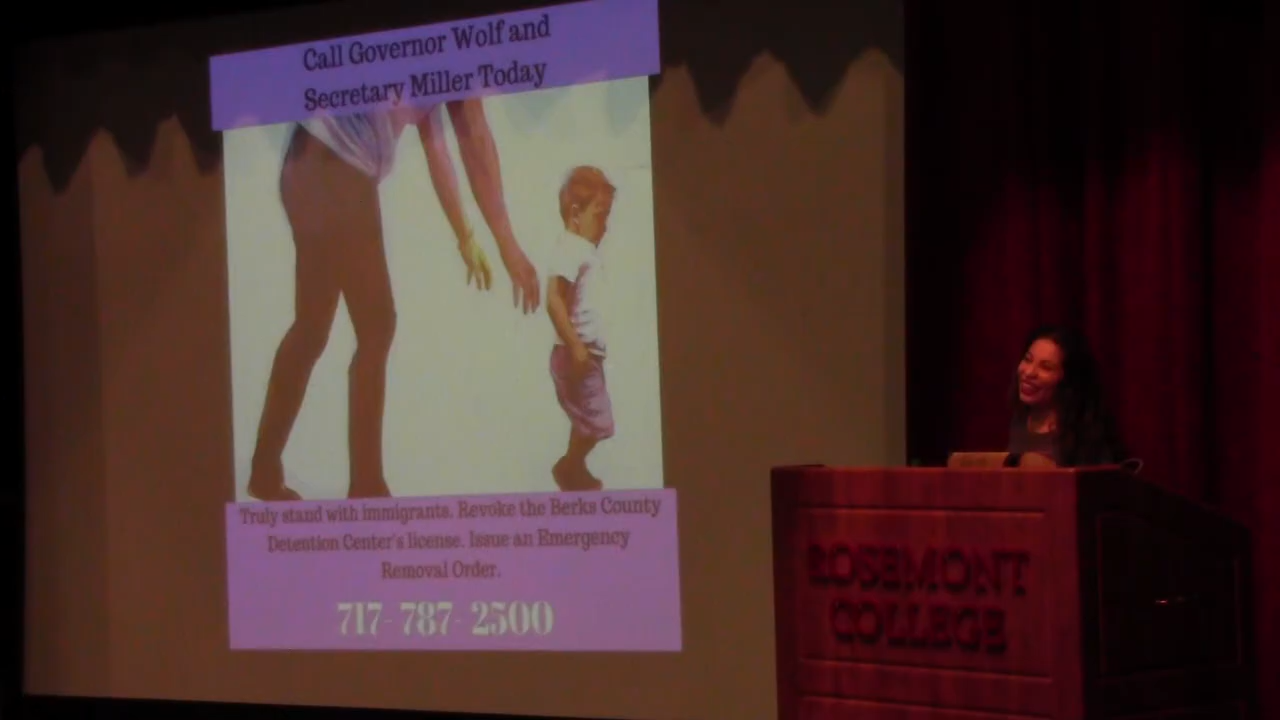 Call Governor Wolf and
Secretary Miller Today
Truly stand with immigrants. Revoke the Berks County
Detention Center's license. Issue an Emergency
Removal Order.
717- 787- 2500
ROSEMONT
COLLEGE